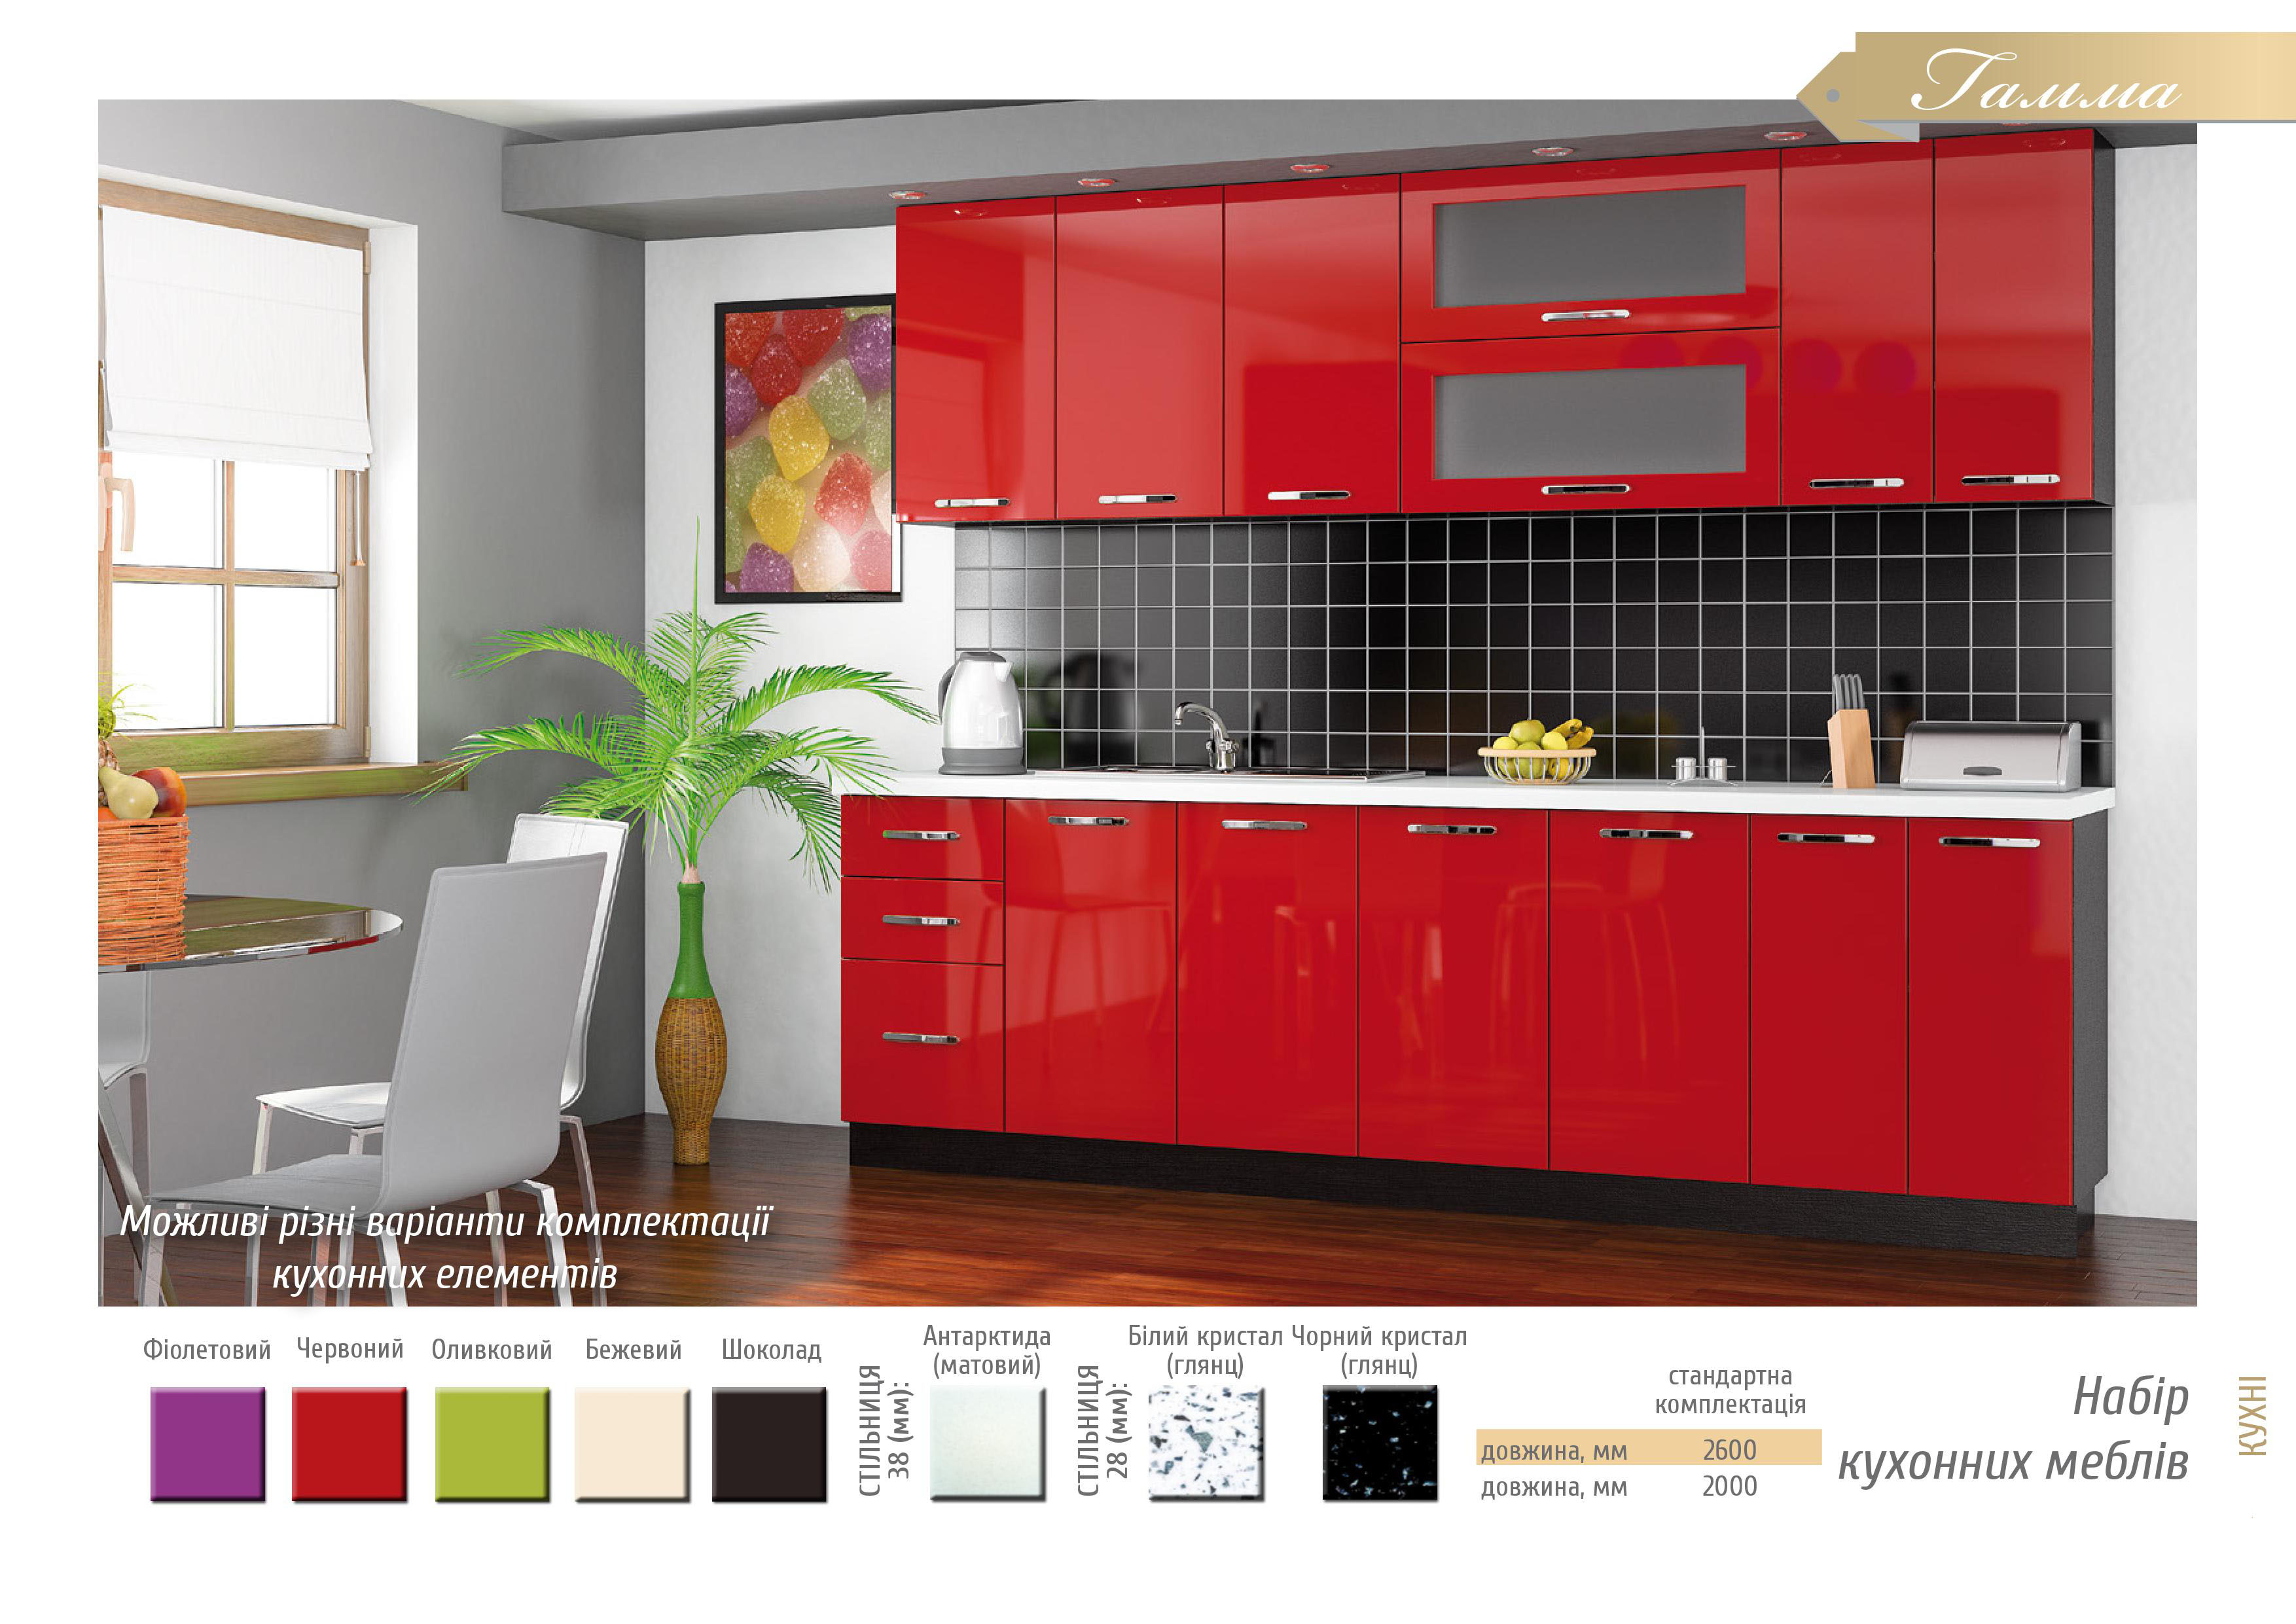 Гамма
Можливі різні варіанти комплектації
кухонних елементів
Фіолетовий
Червоний
Оливковий
Бежевий
Шоколад
СТІЛЬНИЦЯ
38 (мм):
Антарктида
(матовий)
СТІЛЬНИЦЯ
28 (мм):
Білий кристал
(глянц)
Чорний кристал
(глянц)
стандартна
комплектація
довжина, мм 2600
довжина, мм 2000
Набір
кухонних меблів
КУХНІ